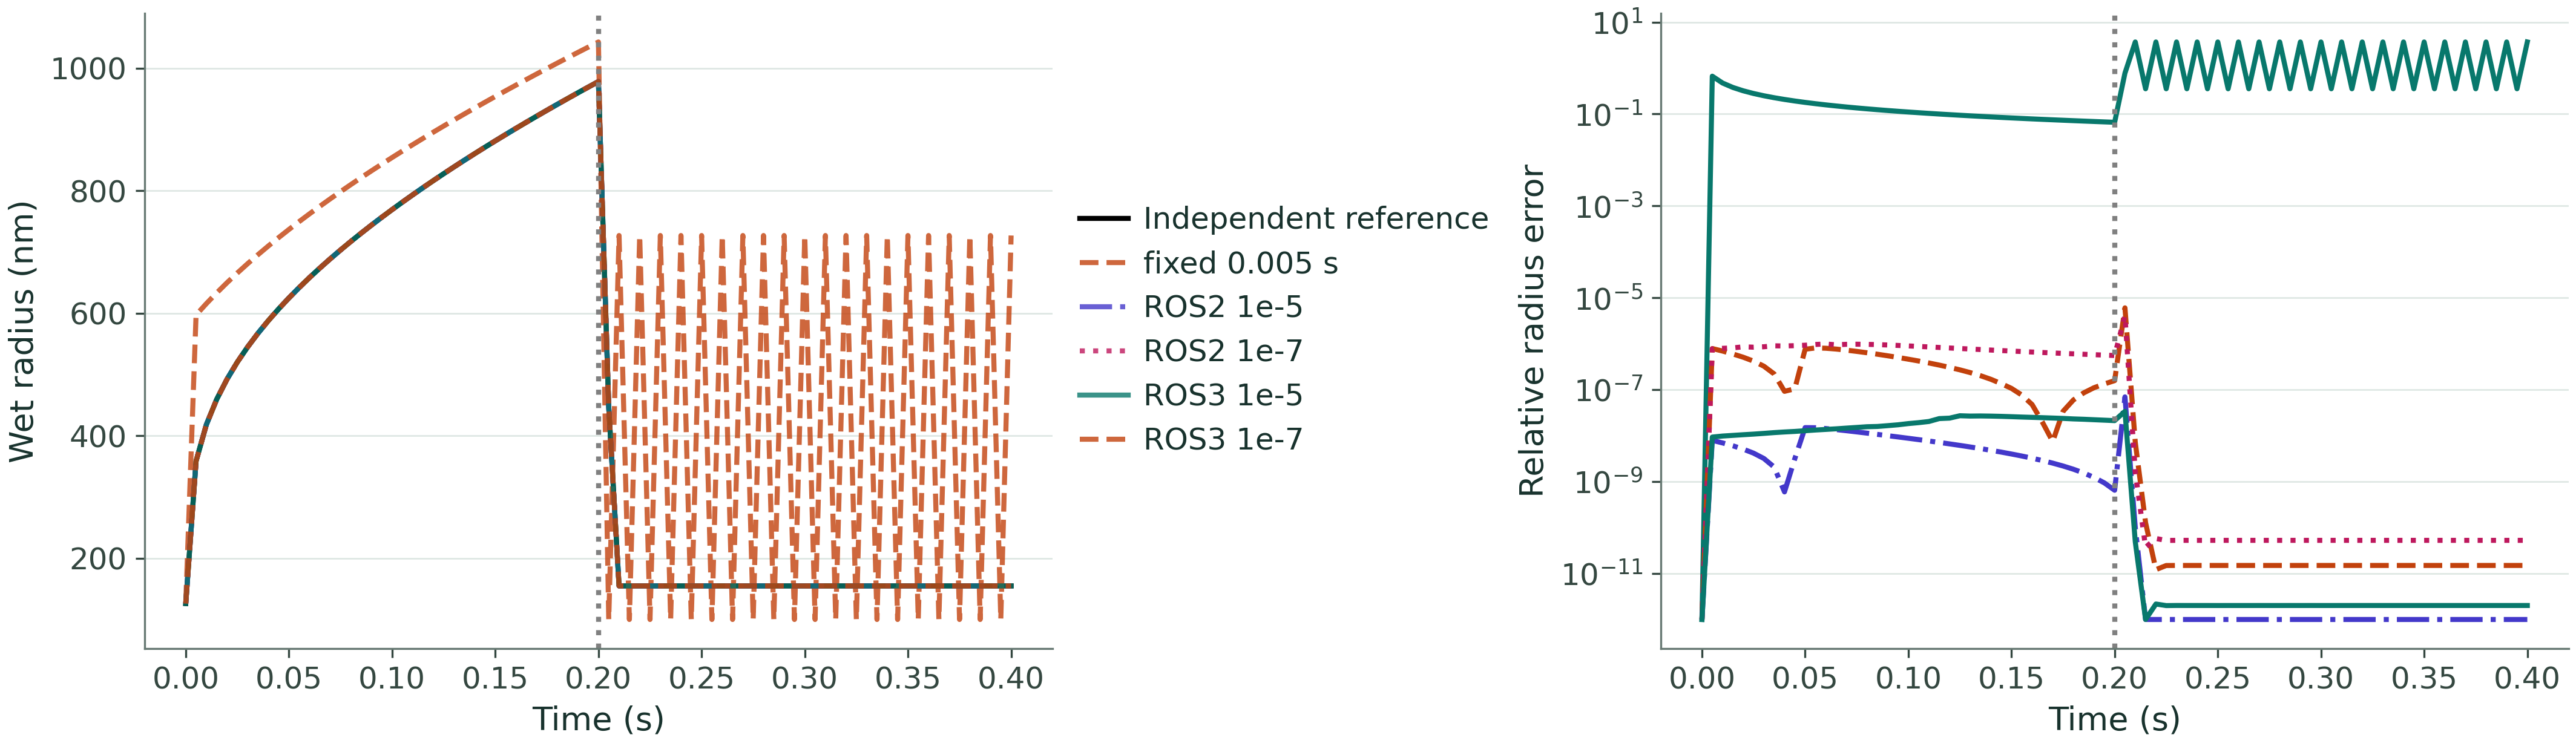 Wet radius (nm)
1000
800
600
400
200
0.00 0.05 0.10 0.15 0.20 0.25 0.30 0.35 0.40
Time (s)
Independent reference
fixed 0.005 s
ROS2 1e-5
ROS2 1e-7
ROS3 1e-5
ROS3 1e-7
Relative radius error
10¹
10⁻¹
10⁻³
10⁻⁵
10⁻⁷
10⁻⁹
10⁻¹¹
0.00 0.05 0.10 0.15 0.20 0.25 0.30 0.35 0.40
Time (s)